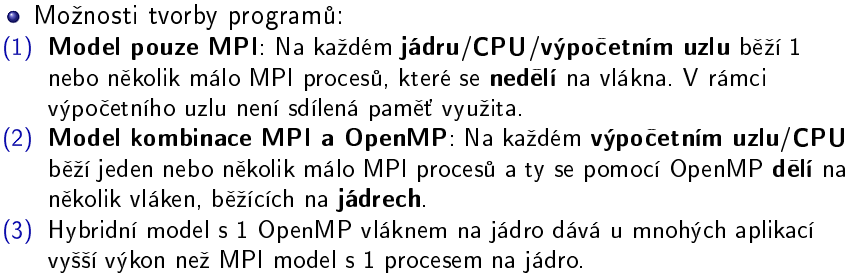 • Možnosti tvorby programů:
(1) Model pouze MPI: Na každém jádru/CPU/výpočetním uzlu běží 1
nebo několik málo MPI procesů, které se nedělí na vlákna. V rámci
výpočetního uzlu není sdílená paměť využita.
(2) Model kombinace MPI a OpenMP: Na každém výpočetním uzlu/CPU
běží jeden nebo několik málo MPI procesů a ty se pomocí OpenMP dělí na
několik vláken, běžících na jádrech.
(3) Hybridní model s 1 OpenMP vláknem na jádro dává u mnohých aplikací
vyšší výkon než MPI model s 1 procesem na jádro.